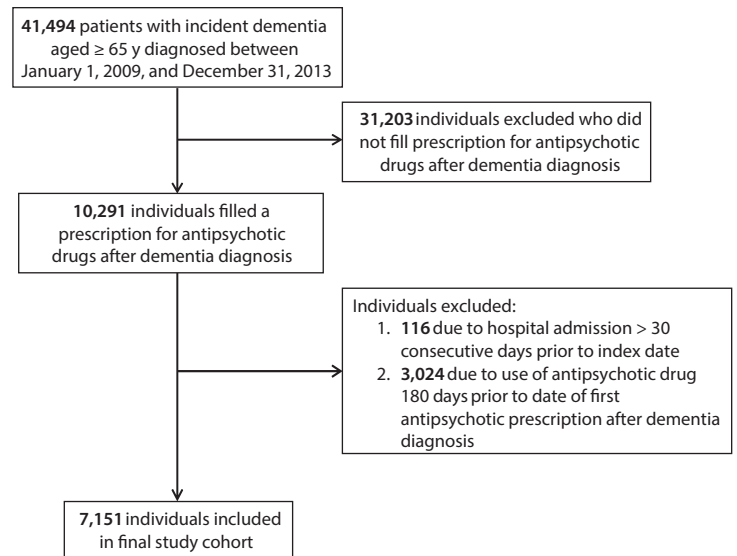 41,494 patients with incident dementia
aged ≥ 65 y diagnosed between
January 1, 2009, and December 31, 2013
31,203 individuals excluded who did
not fill prescription for antipsychotic
drugs after dementia diagnosis
10,291 individuals filled a
prescription for antipsychotic
drugs after dementia diagnosis
Individuals excluded:
1. 116 due to hospital admission > 30
consecutive days prior to index date
2. 3,024 due to use of antipsychotic drug
180 days prior to date of first
antipsychotic prescription after dementia
diagnosis
7,151 individuals included
in final study cohort